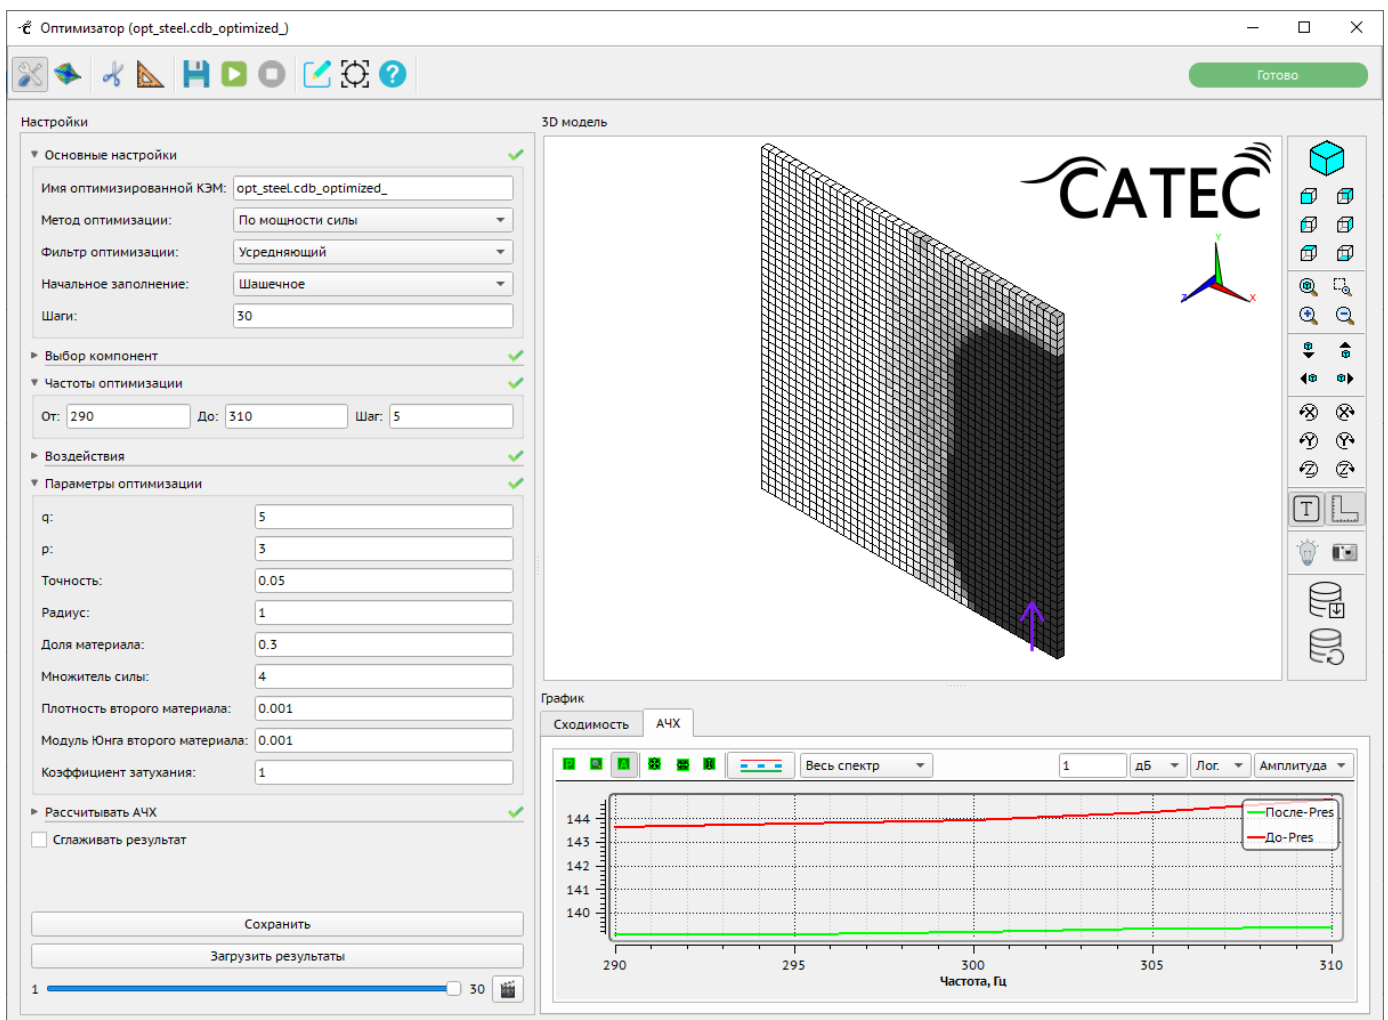 Оптимизатор (opt_steel.cdb_optimized_)
Готово
Настройки
Основные настройки
Имя оптимизированной КЭМ: opt_steel.cdb_optimized_
Метод оптимизации: По мощности силы
Фильтр оптимизации: Усредняющий
Начальное заполнение: Шашечное
Шаги: 30
Выбор компонент
Частоты оптимизации
От: 290 До: 310 Шаг: 5
Воздействия
Параметры оптимизации
q: 5
p: 3
Точность: 0.05
Радиус: 1
Доля материала: 0.3
Множитель силы: 4
Плотность второго материала: 0.001
Модуль Юнга второго материала: 0.001
Коэффициент затухания: 1
Рассчитывать АЧХ
Сглаживать результат
Сохранить
Загрузить результаты
1 30
3D модель
CATEC
Y
Z X
X X
Y Y
Z Z
T
График
Сходимость АЧХ
P A
Весь спектр 1 дБ Лог. Амплитуда
144
143
142
141
140
После-Pres
До-Pres
290 295 300 305 310
Частота, Гц